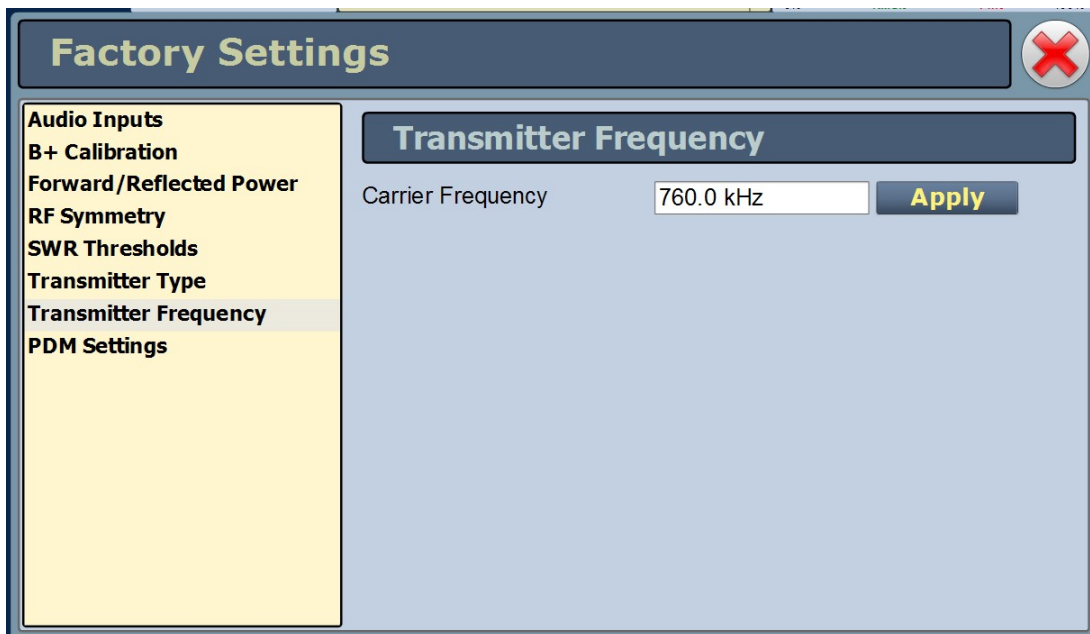 Factory Settings
Audio Inputs
B+ Calibration
Forward/Reflected Power
RF Symmetry
SWR Thresholds
Transmitter Type
Transmitter Frequency
PDM Settings
Transmitter Frequency
Carrier Frequency 760.0 kHz Apply